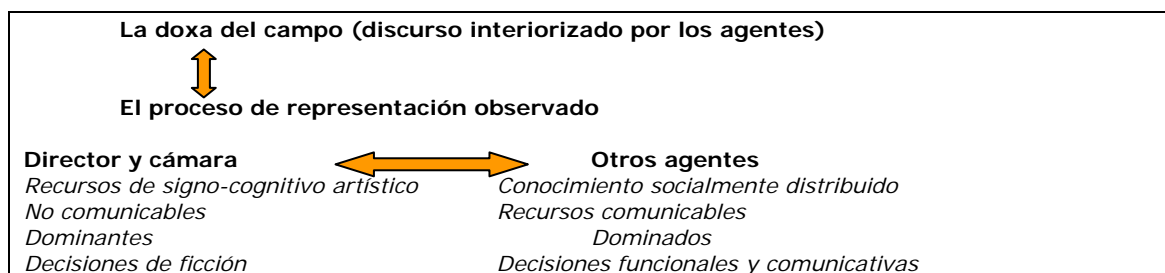 La doxa del campo (discurso interiorizado por los agentes)
El proceso de representación observado
Director y cámara Otros agentes
Recursos de signo-cognitivo artístico Conocimiento socialmente distribuido
No comunicables Recursos comunicables
Dominantes Dominados
Decisiones de ficción Decisiones funcionales y comunicativas